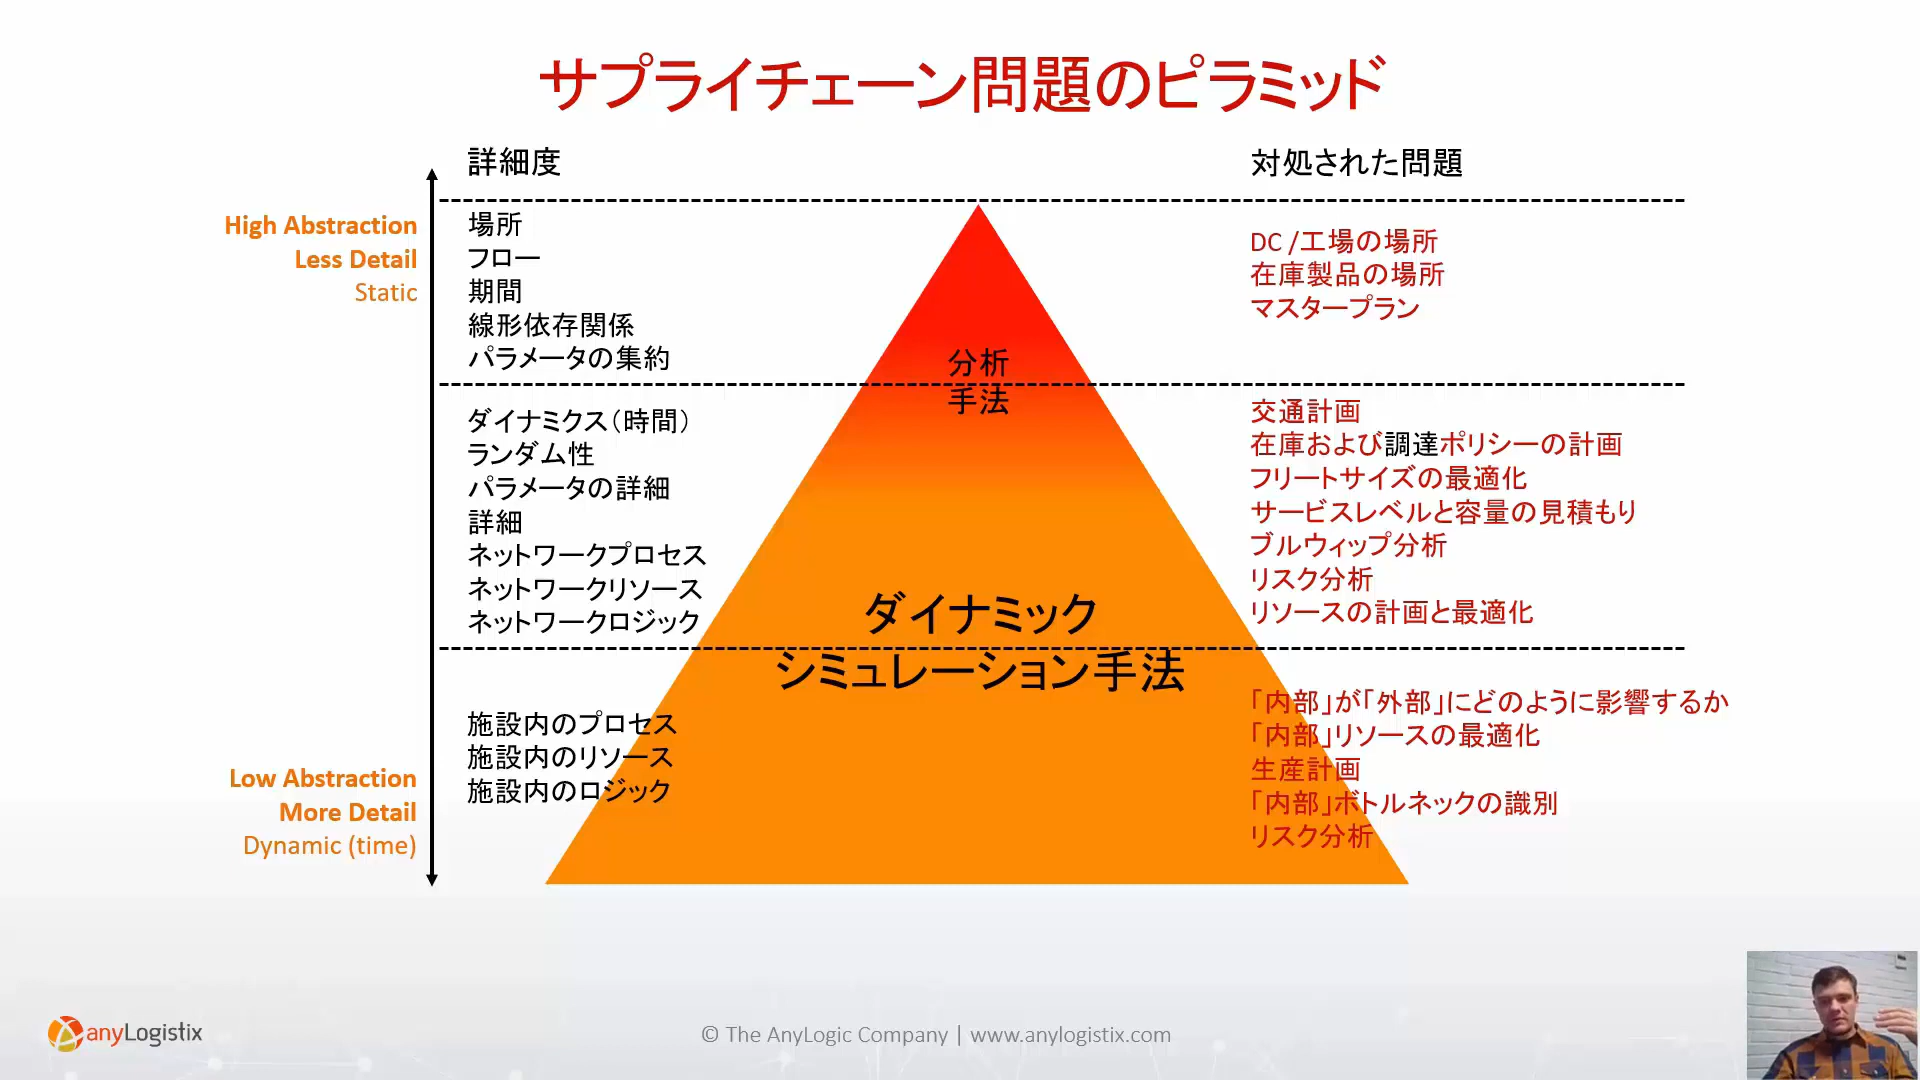 サプライチェーン問題のピラミッド
詳細度
対処された問題
High Abstraction
Less Detail
Static
場所
フロー
期間
線形依存関係
パラメータの集約
DC /工場の場所
在庫製品の場所
マスタープラン
分析
手法
ダイナミクス（時間）
ランダム性
パラメータの詳細
詳細
ネットワークプロセス
ネットワークリソース
ネットワークロジック
交通計画
在庫および調達ポリシーの計画
フリートサイズの最適化
サービスレベルと容量の見積もり
ブルウィップ分析
リスク分析
リソースの計画と最適化
ダイナミック
シミュレーション手法
Low Abstraction
More Detail
Dynamic (time)
施設内のプロセス
施設内のリソース
施設内のロジック
「内部」が「外部」にどのように影響するか
「内部」リソースの最適化
生産計画
「内部」ボトルネックの識別
リスク分析
anyLogistix
© The AnyLogic Company | www.anylogistix.com